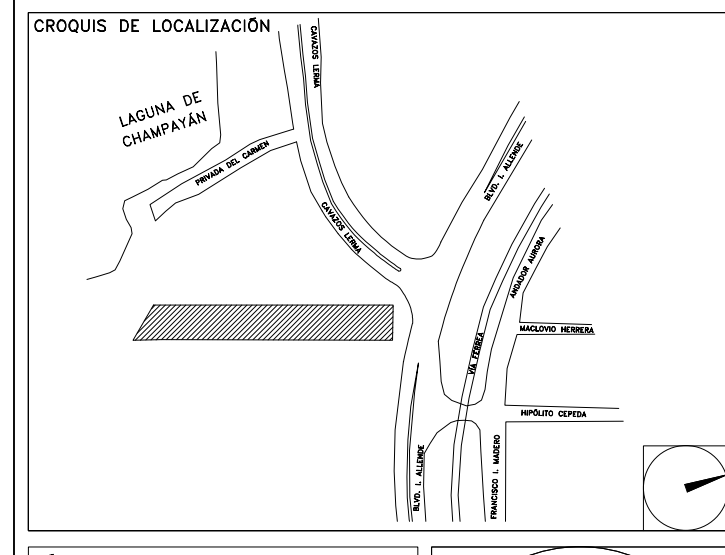 CROQUIS DE LOCALIZACIÓN
CAVAZOS LERMA
LAGUNA DE
CHAMPAYÁN
PRIVADA DEL CARMEN
BLVD. I. ALLENDE
CAVAZOS LERMA
ANDADOR AURORA
MACLOVIO HERRERA
VÍA FERREA
HIPÓLITO CEPEDA
BLVD. I. ALLENDE
FRANCISCO I. MADERO